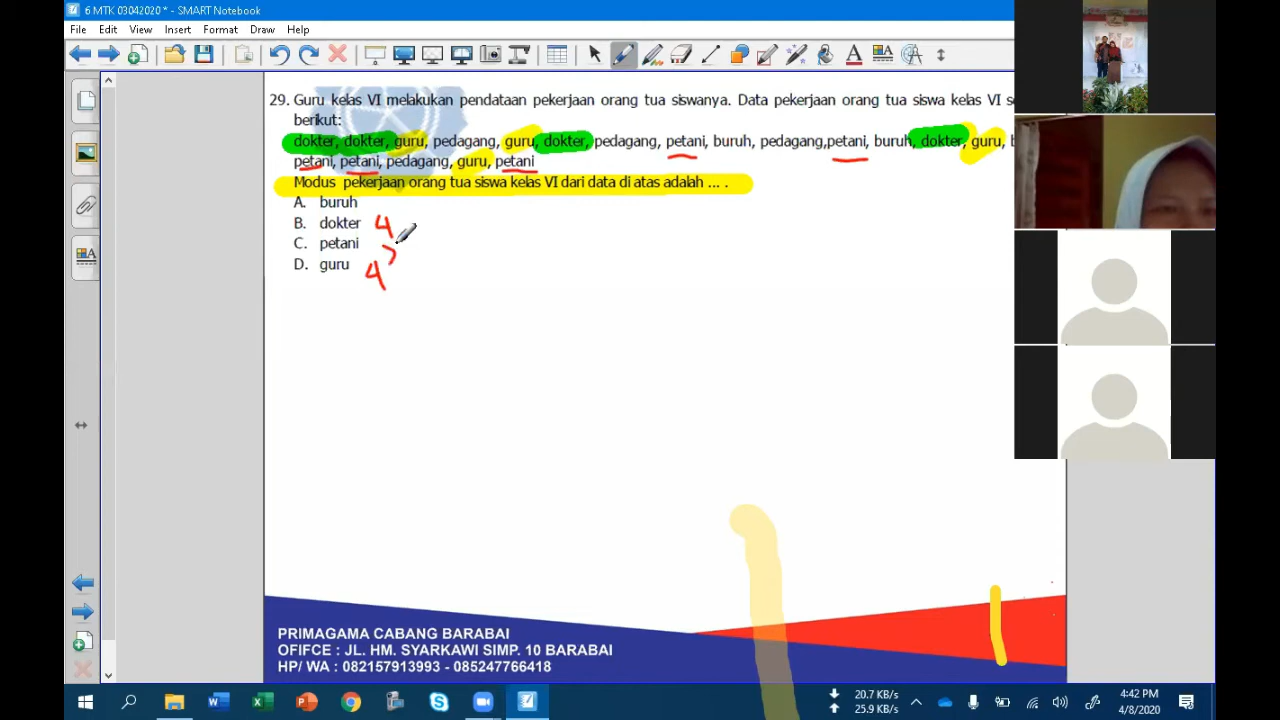 6 MTK 03042020 * - SMART Notebook
File Edit View Insert Format Draw Help
29. Guru kelas VI melakukan pendataan pekerjaan orang tua siswanya. Data pekerjaan orang tua siswa kelas VI
berikut:
dokter, dokter, guru, pedagang, guru, dokter, pedagang, petani, buruh, pedagang,petani, buruh, dokter, guru,
petani, petani, pedagang, guru, petani
Modus pekerjaan orang tua siswa kelas VI dari data di atas adalah ... .
A. buruh
B. dokter 4
C. petani
D. guru 4
PRIMAGAMA CABANG BARABAI
OFIFCE : JL. HM. SYARKAWI SIMP. 10 BARABAI
HP/ WA : 082157913993 - 085247766418
20.7 KB/s
25.9 KB/s
4:42 PM
4/8/2020